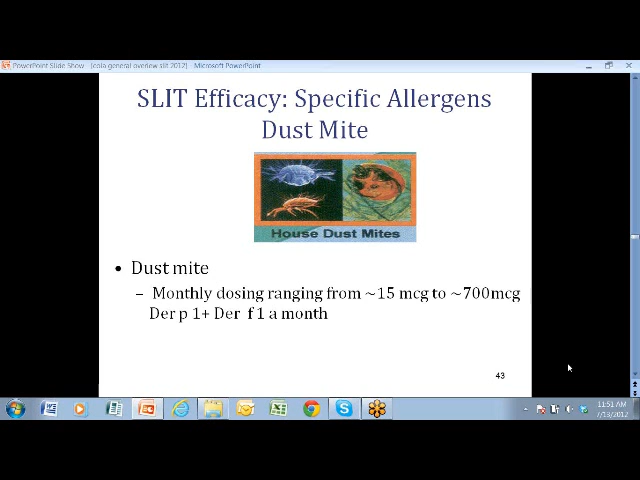 PowerPoint Slide Show - (cola general overiew slit 2012) - Microsoft PowerPoint
SLIT Efficacy: Specific Allergens
Dust Mite
House Dust Mites
• Dust mite
– Monthly dosing ranging from ~15 mcg to ~700mcg
Der p 1+ Der f 1 a month
43
11:51 AM
7/13/2012